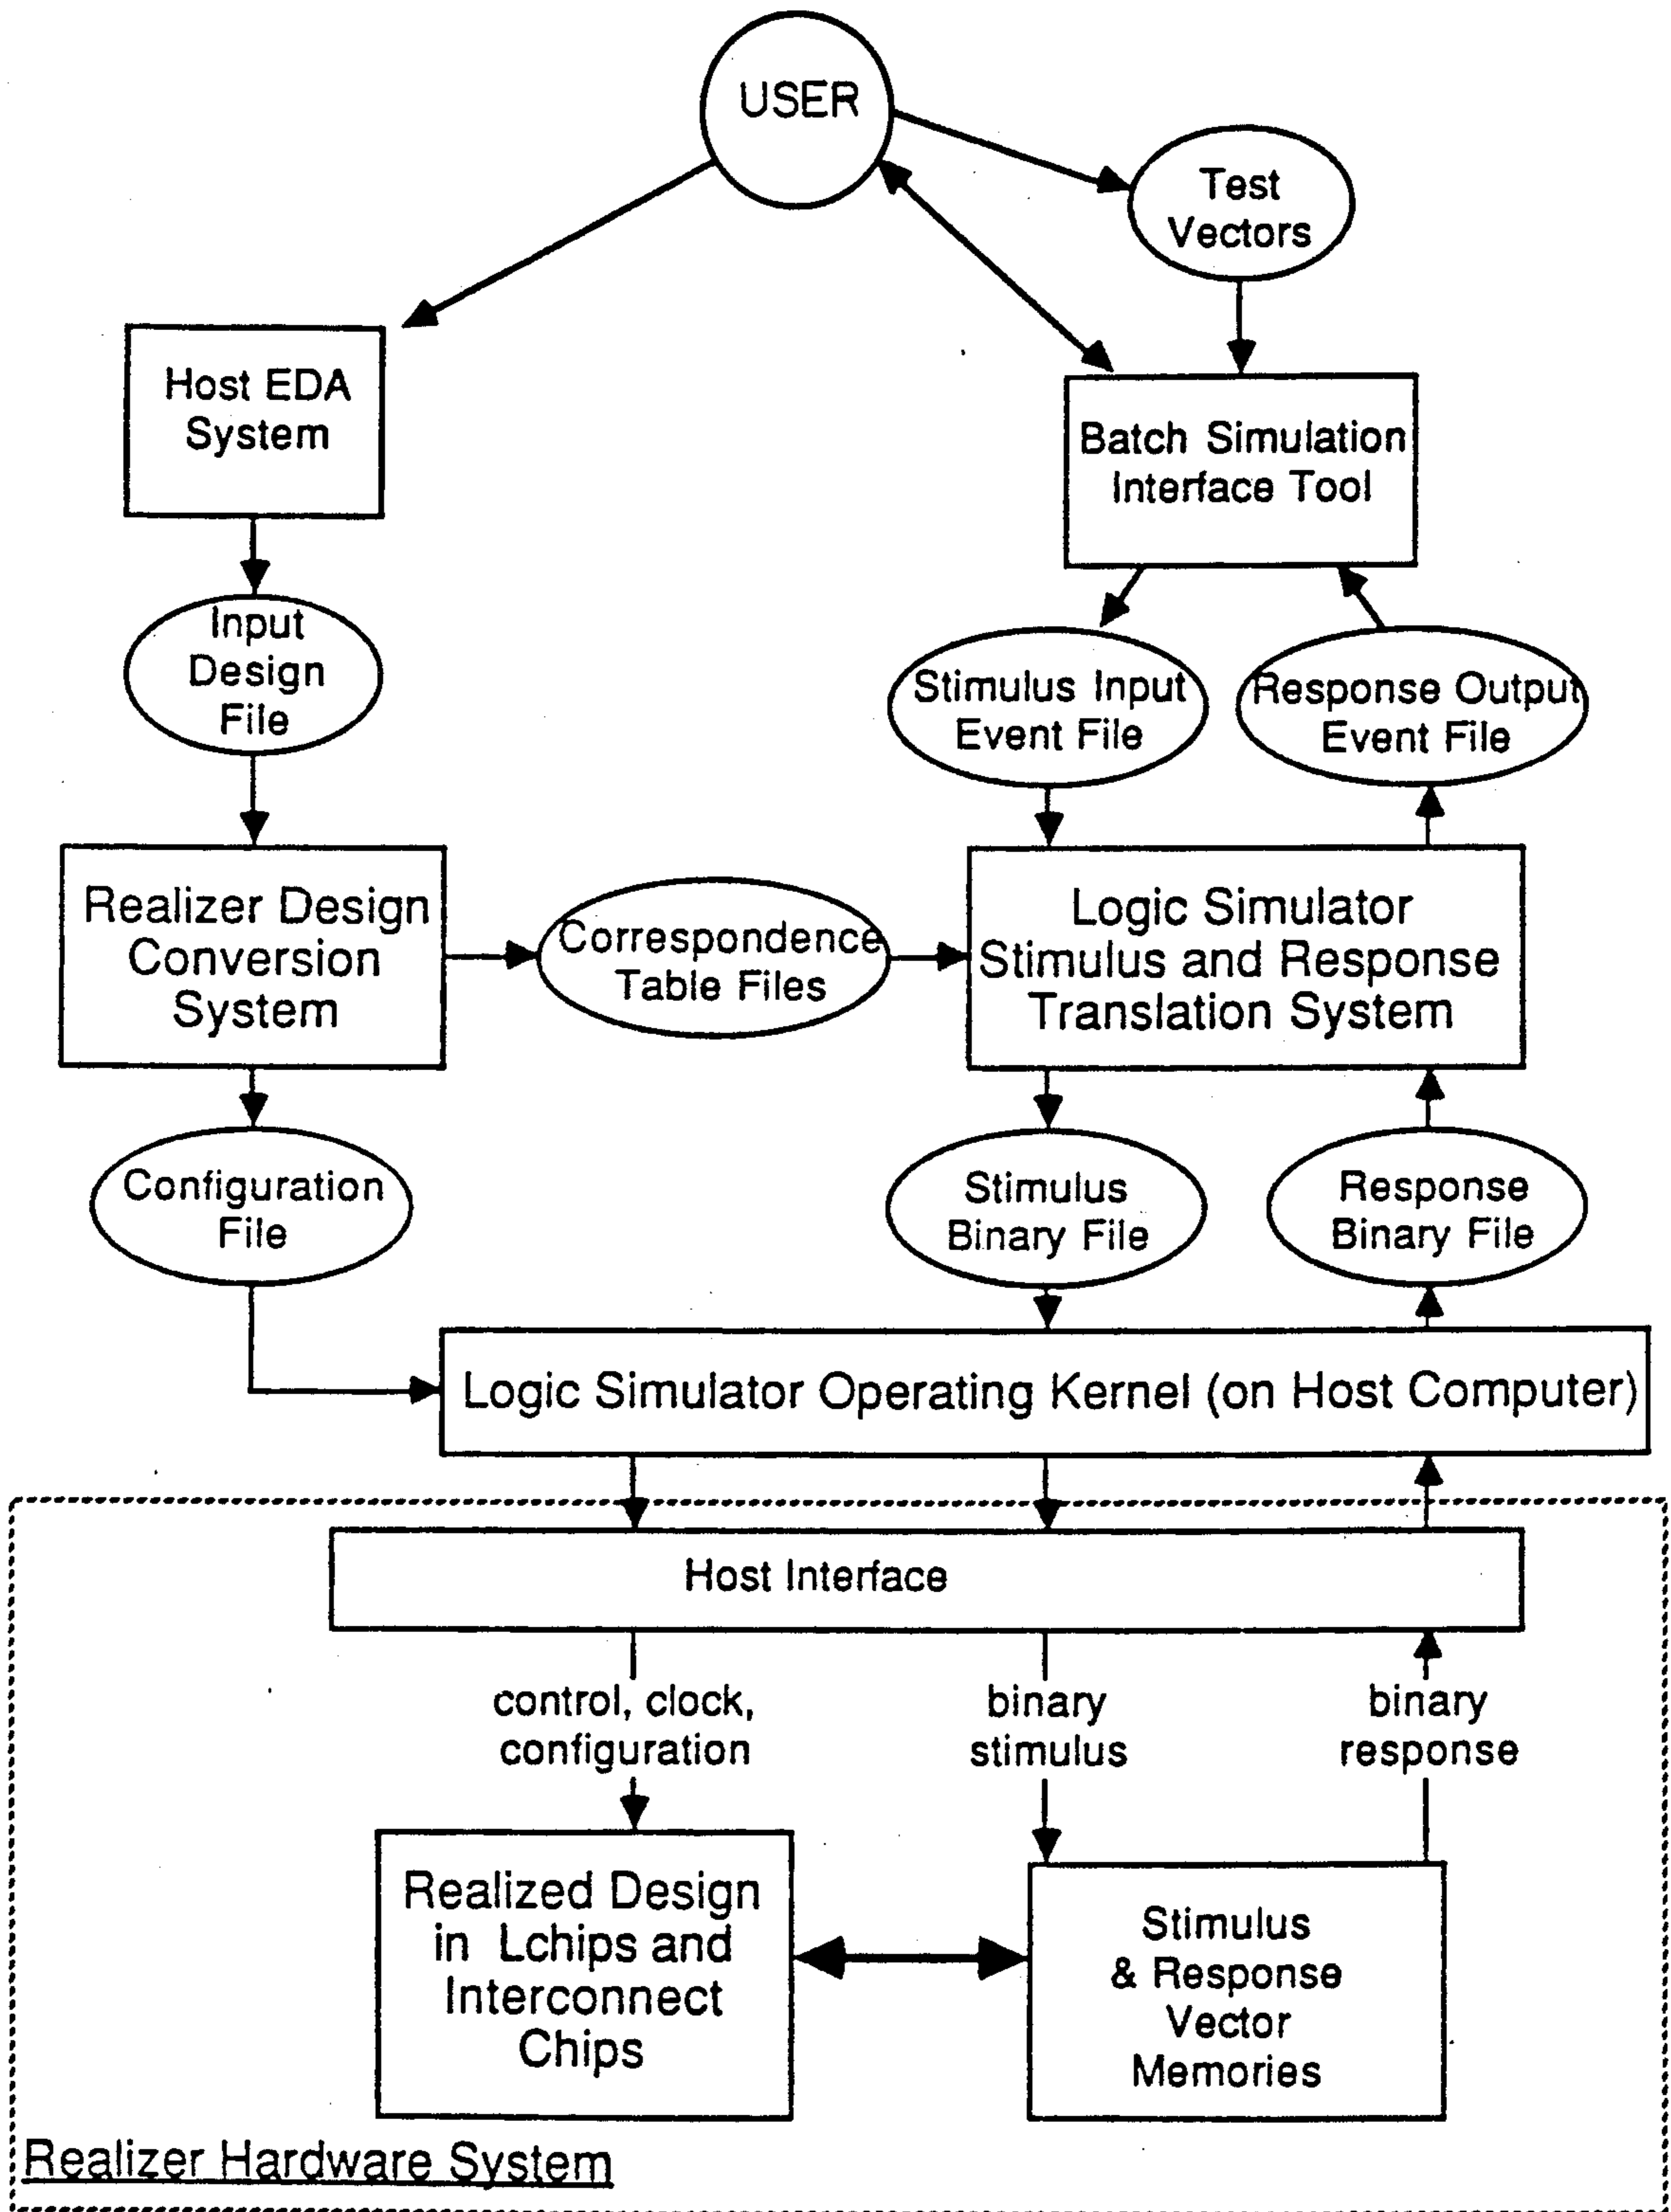 USER
Test
Vectors
Host EDA
System
Batch Simulation
Interface Tool
Input
Design
File
Stimulus Input
Event File
Response Output
Event File
Realizer Design
Conversion
System
Correspondence
Table Files
Logic Simulator
Stimulus and Response
Translation System
Configuration
File
Stimulus
Binary File
Response
Binary File
Logic Simulator Operating Kernel (on Host Computer)
Host Interface
control, clock,
configuration
binary
stimulus
binary
response
Realized Design
in Lchips and
Interconnect
Chips
Stimulus
& Response
Vector
Memories
Realizer Hardware System